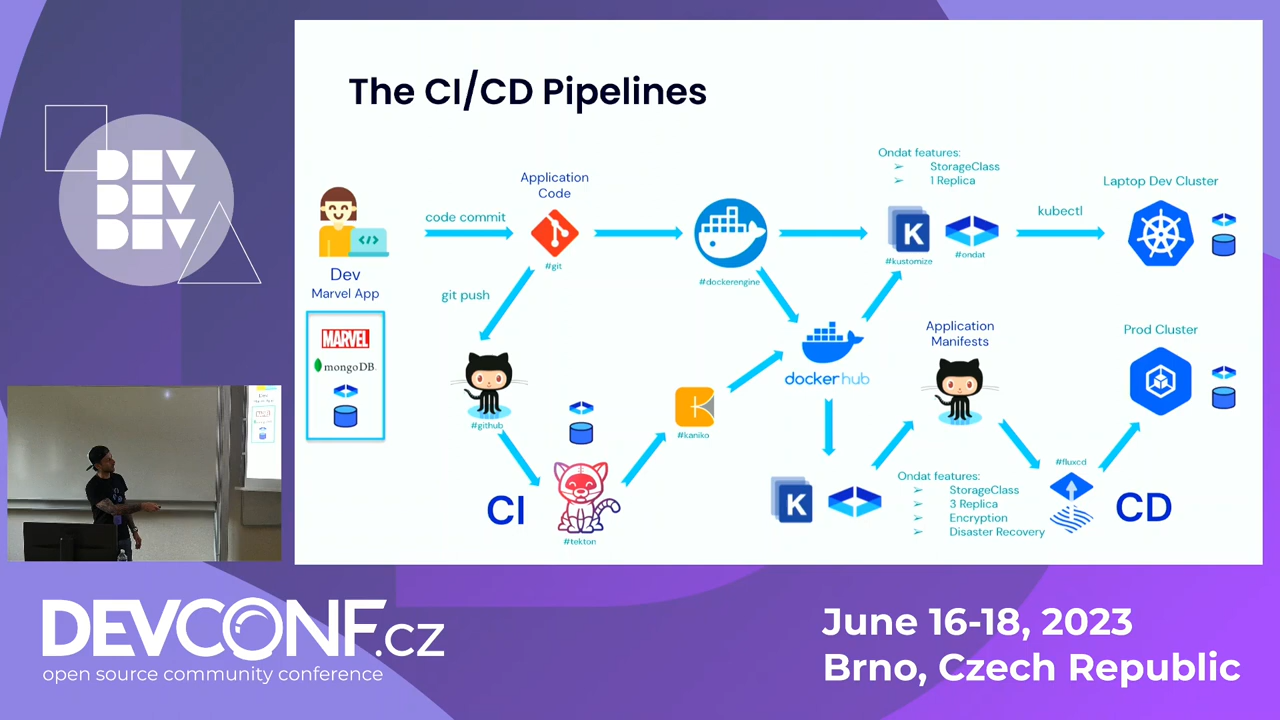 The CI/CD Pipelines
DEV
DEV
DEV
Dev
Marvel App
MARVEL
mongoDB
code commit
Application
Code
#git
git push
#github
CI
#tekton
#kaniko
#dockerengine
docker hub
Ondat features:
➢ StorageClass
➢ 1 Replica
#kustomize
#ondat
kubectl
Laptop Dev Cluster
Application
Manifests
K
K
Ondat features:
➢ StorageClass
➢ 3 Replica
➢ Encryption
➢ Disaster Recovery
#fluxcd
CD
Prod Cluster
DEVCONF.cz
open source community conference
June 16-18, 2023
Brno, Czech Republic